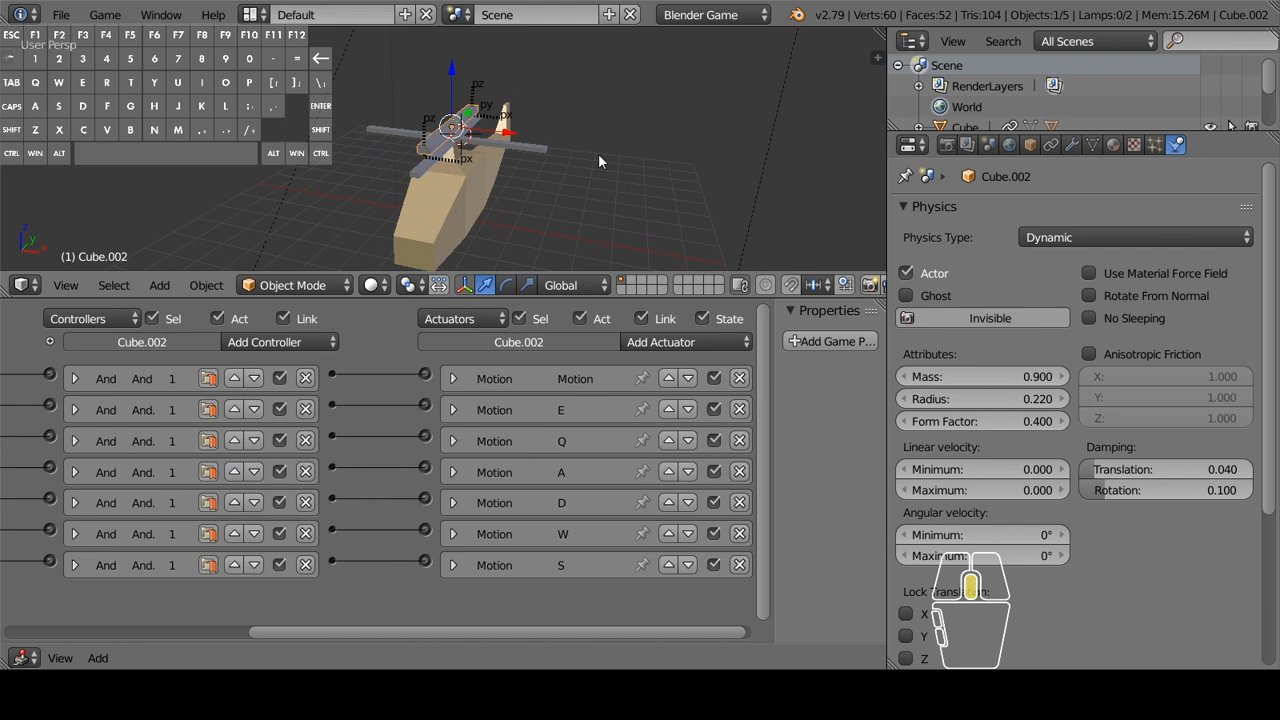 File Game Window Help Default Scene Blender Game v2.79 | Verts:60 | Faces:52 | Tris:104 | Objects:1/5 | Lamps:0/2 | Mem:15.26M | Cube.002
ESC F1 F2 F3 F4 F5 F6 F7 F8 F9 F10 F11 F12
User Persp
~ 1 2 3 4 5 6 7 8 9 0 - =
TAB Q W E R T Y U I O P [ ] \
CAPS A S D F G H J K L ; , . ENTER
SHIFT Z X C V B N M , < . > / SHIFT
CTRL WIN ALT ALT WIN CTRL
pz
py
px
pz
px
z
y
x
(1) Cube.002
View Select Add Object Object Mode Global
Controllers Sel Act Link Actuators Sel Act Link State
Cube.002 Add Controller Cube.002 Add Actuator
And And 1 Motion Motion
And And. 1 Motion E
And And. 1 Motion Q
And And. 1 Motion A
And And. 1 Motion D
And And. 1 Motion W
And And. 1 Motion S
Properties
Add Game P...
View Add
View Search All Scenes
Scene
RenderLayers
World
Cube
Cube.002
Physics
Physics Type: Dynamic
Actor Use Material Force Field
Ghost Rotate From Normal
Invisible No Sleeping
Attributes: Anisotropic Friction
Mass: 0.900 X: 1.000
Radius: 0.220 Y: 1.000
Form Factor: 0.400 Z: 1.000
Linear velocity: Damping:
Minimum: 0.000 Translation: 0.040
Maximum: 0.000 Rotation: 0.100
Angular velocity:
Minimum: 0°
Maximum: 0°
Lock Translation:
X
Y
Z